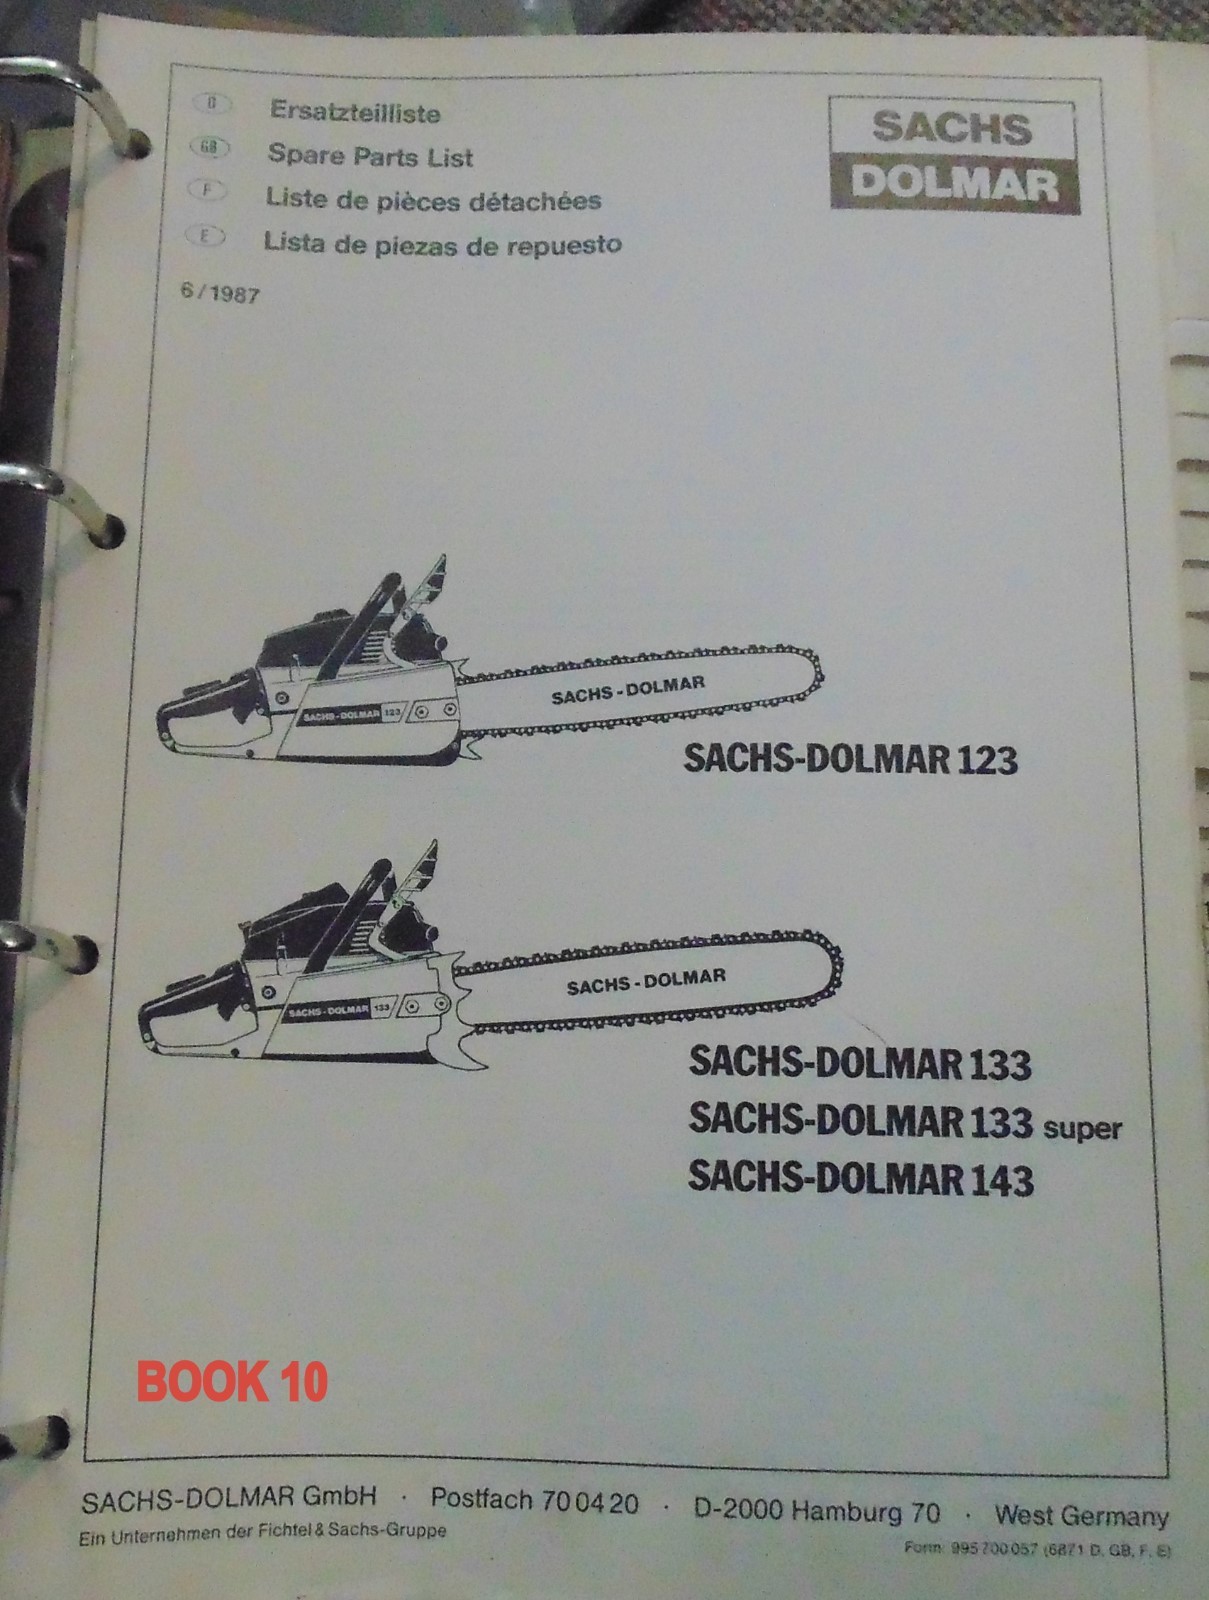 D Ersatzteilliste
GB Spare Parts List
F Liste de pièces détachées
E Lista de piezas de repuesto
6/1987
SACHS
DOLMAR
SACHS-DOLMAR
SACHS-DOLMAR 123
SACHS-DOLMAR 123
SACHS-DOLMAR
SACHS-DOLMAR 133
SACHS-DOLMAR 133
SACHS-DOLMAR 133 super
SACHS-DOLMAR 143
BOOK 10
SACHS-DOLMAR GmbH · Postfach 70 04 20 · D-2000 Hamburg 70 · West Germany
Ein Unternehmen der Fichtel & Sachs-Gruppe
Form: 995 700 057 (6871 D, GB, F, E)